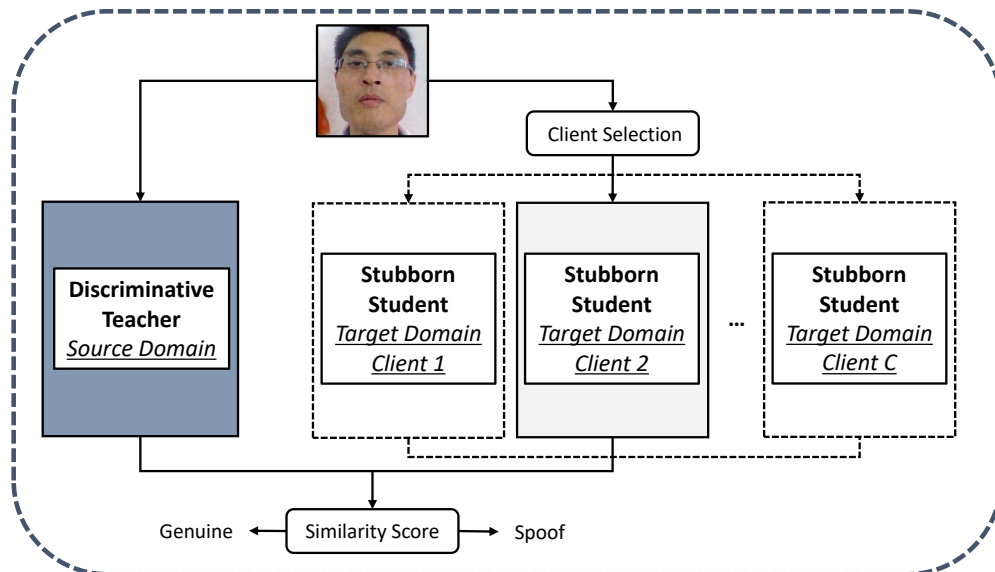 Client Selection
Discriminative
Teacher
Source Domain
Stubborn
Student
Target Domain
Client 1
Stubborn
Student
Target Domain
Client 2
...
Stubborn
Student
Target Domain
Client C
Genuine
Similarity Score
Spoof